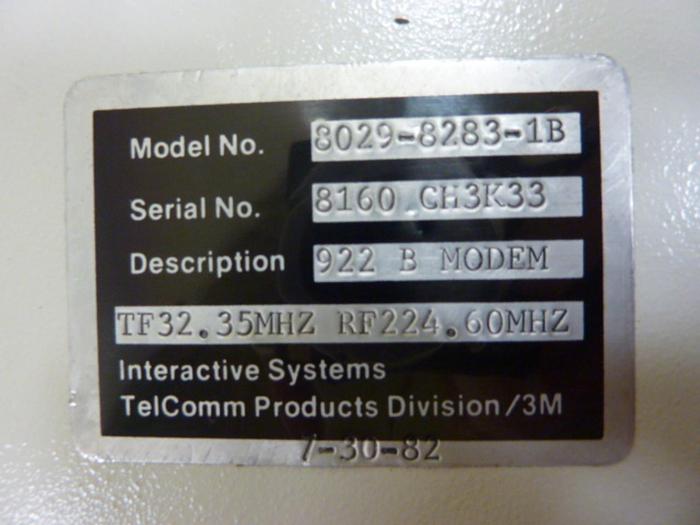 Model No. 8029-8283-1B
Serial No. 8160 CH3K33
Description 922 B MODEM
TF32.35MHZ RF224.60MHZ
Interactive Systems
TelComm Products Division/3M
7-30-82